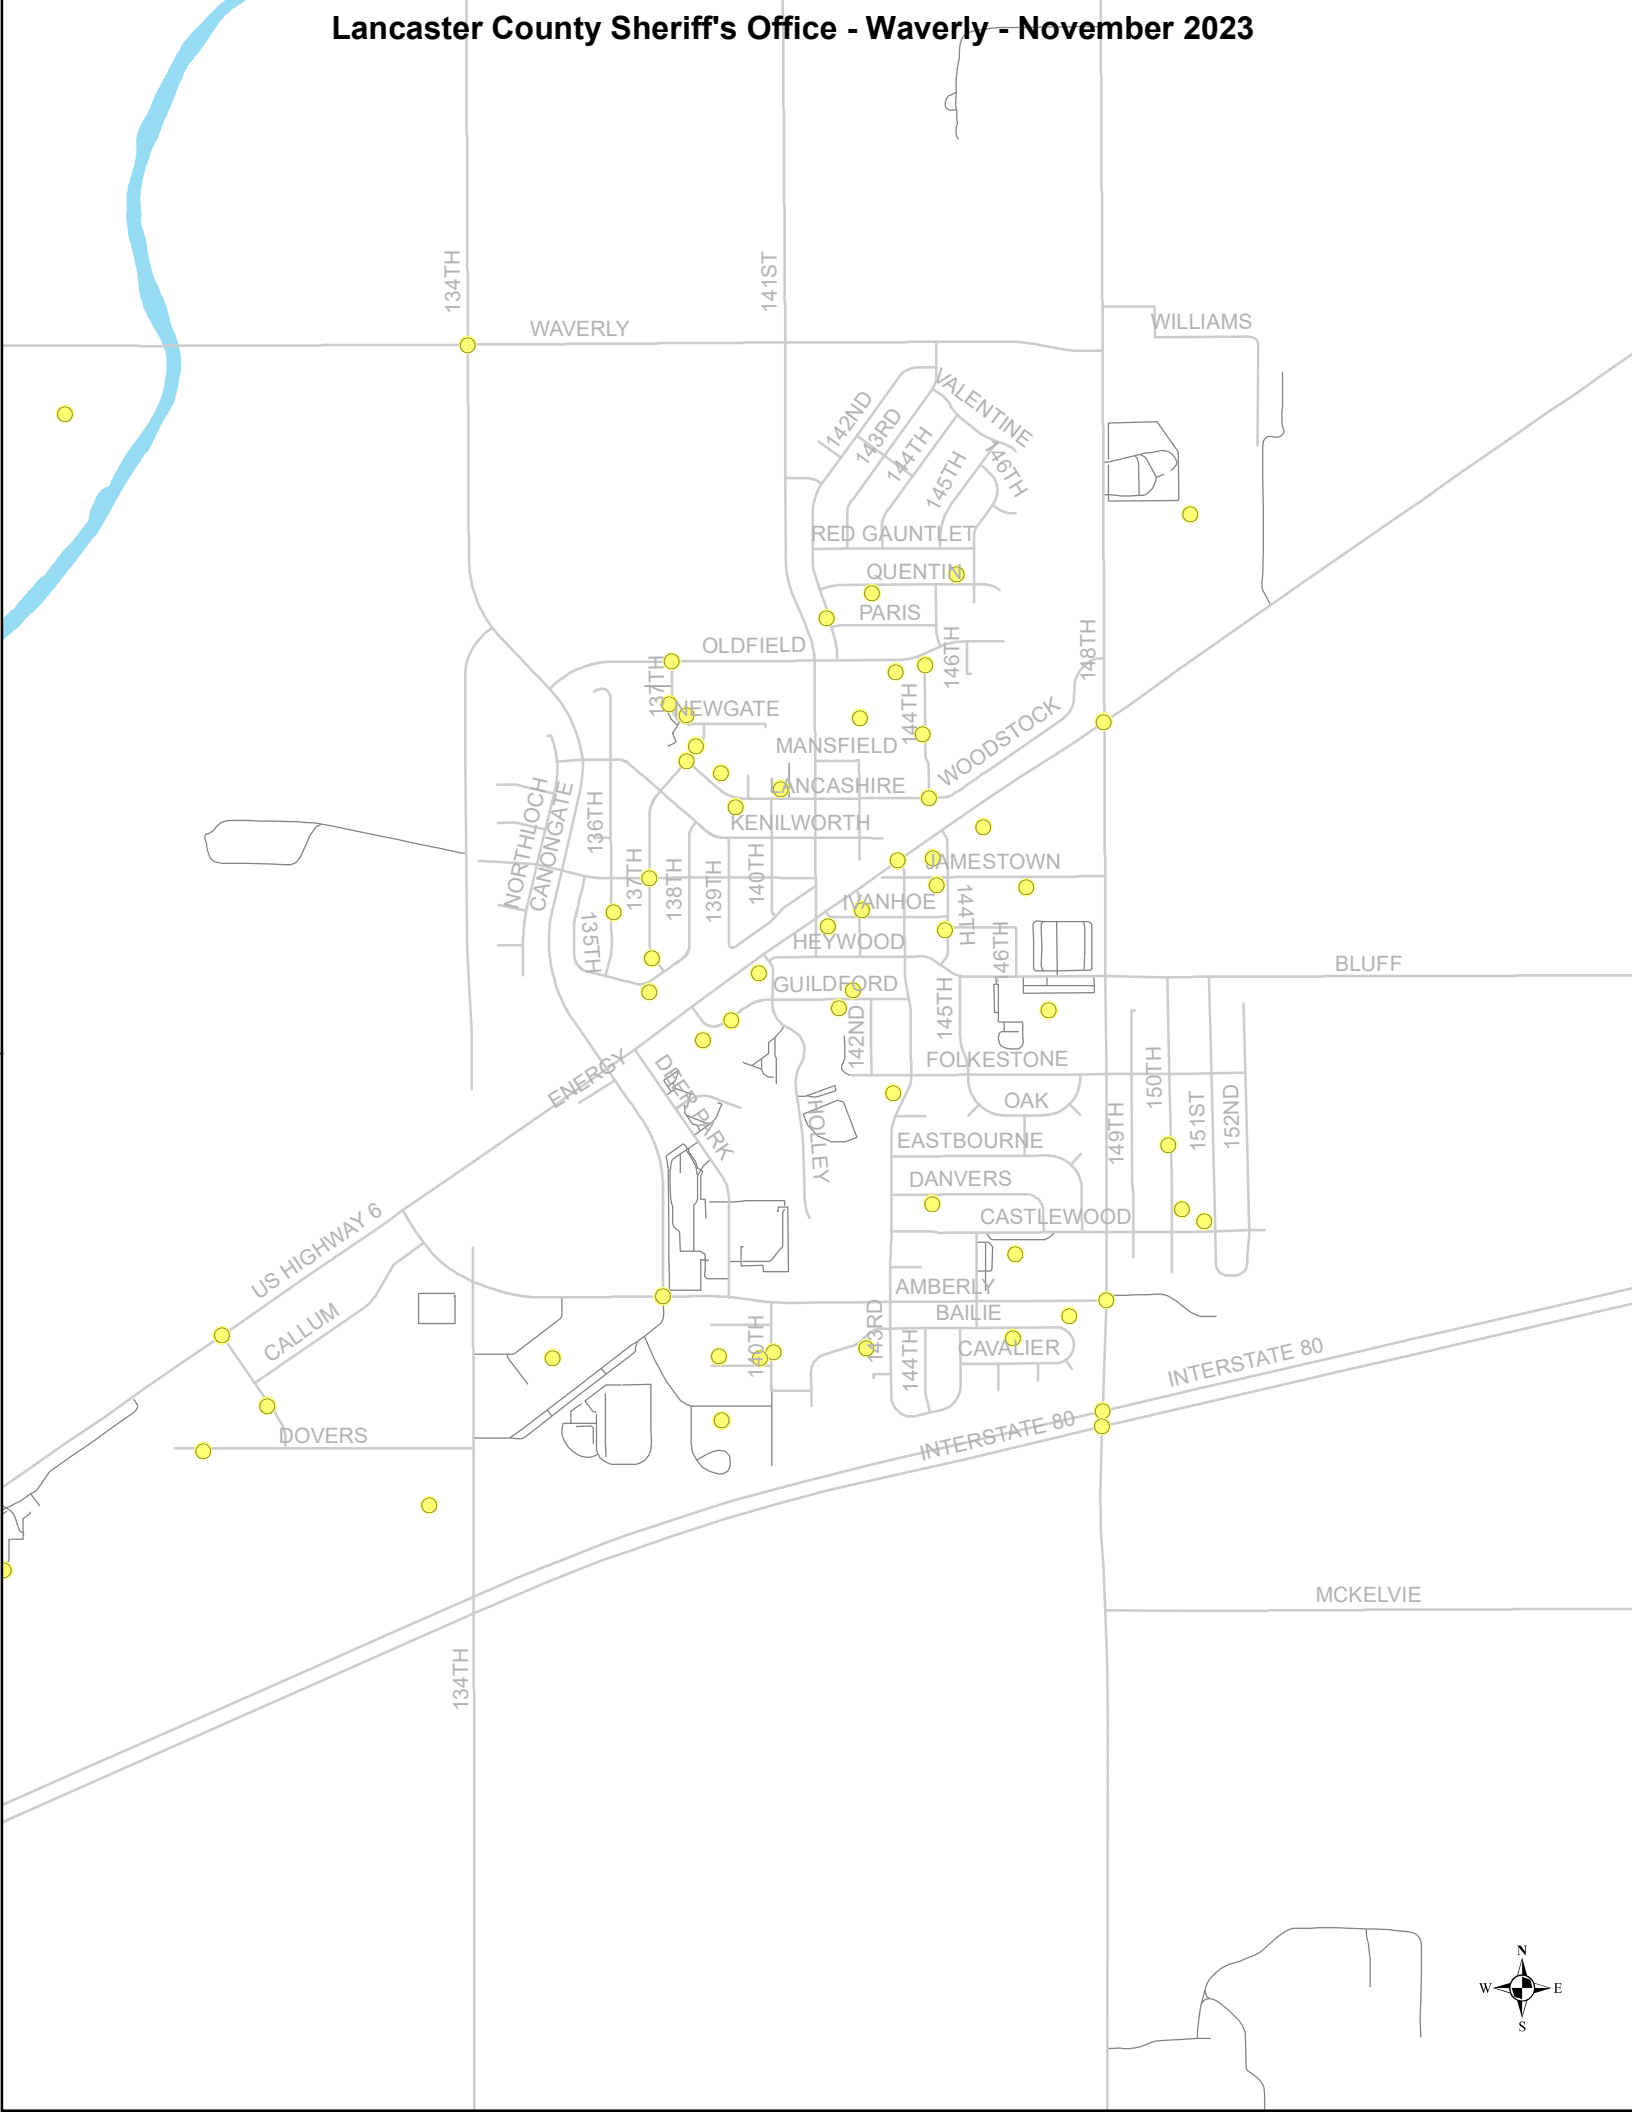 Lancaster County Sheriff's Office - Waverly - November 2023
134TH
141ST
WAVERLY
WILLIAMS
VALENTINE
142ND
143RD
144TH
145TH
146TH
RED GAUNTLET
QUENTIN
PARIS
OLDFIELD
146TH
148TH
137TH
NEWGATE
144TH
MANSFIELD
WOODSTOCK
LANCASHIRE
KENILWORTH
NORTHLOCH
CANONGATE
136TH
137TH
138TH
139TH
140TH
JAMESTOWN
IVANHOE
144TH
135TH
HEYWOOD
146TH
BLUFF
GUILDFORD
145TH
142ND
FOLKESTONE
ENERGY
DEER PARK
150TH
OAK
151ST
152ND
HOLLEY
149TH
EASTBOURNE
DANVERS
CASTLEWOOD
US HIGHWAY 6
AMBERLY
CALLUM
BAILIE
140TH
143RD
144TH
CAVALIER
INTERSTATE 80
INTERSTATE 80
DOVERS
MCKELVIE
134TH
N
W E
S